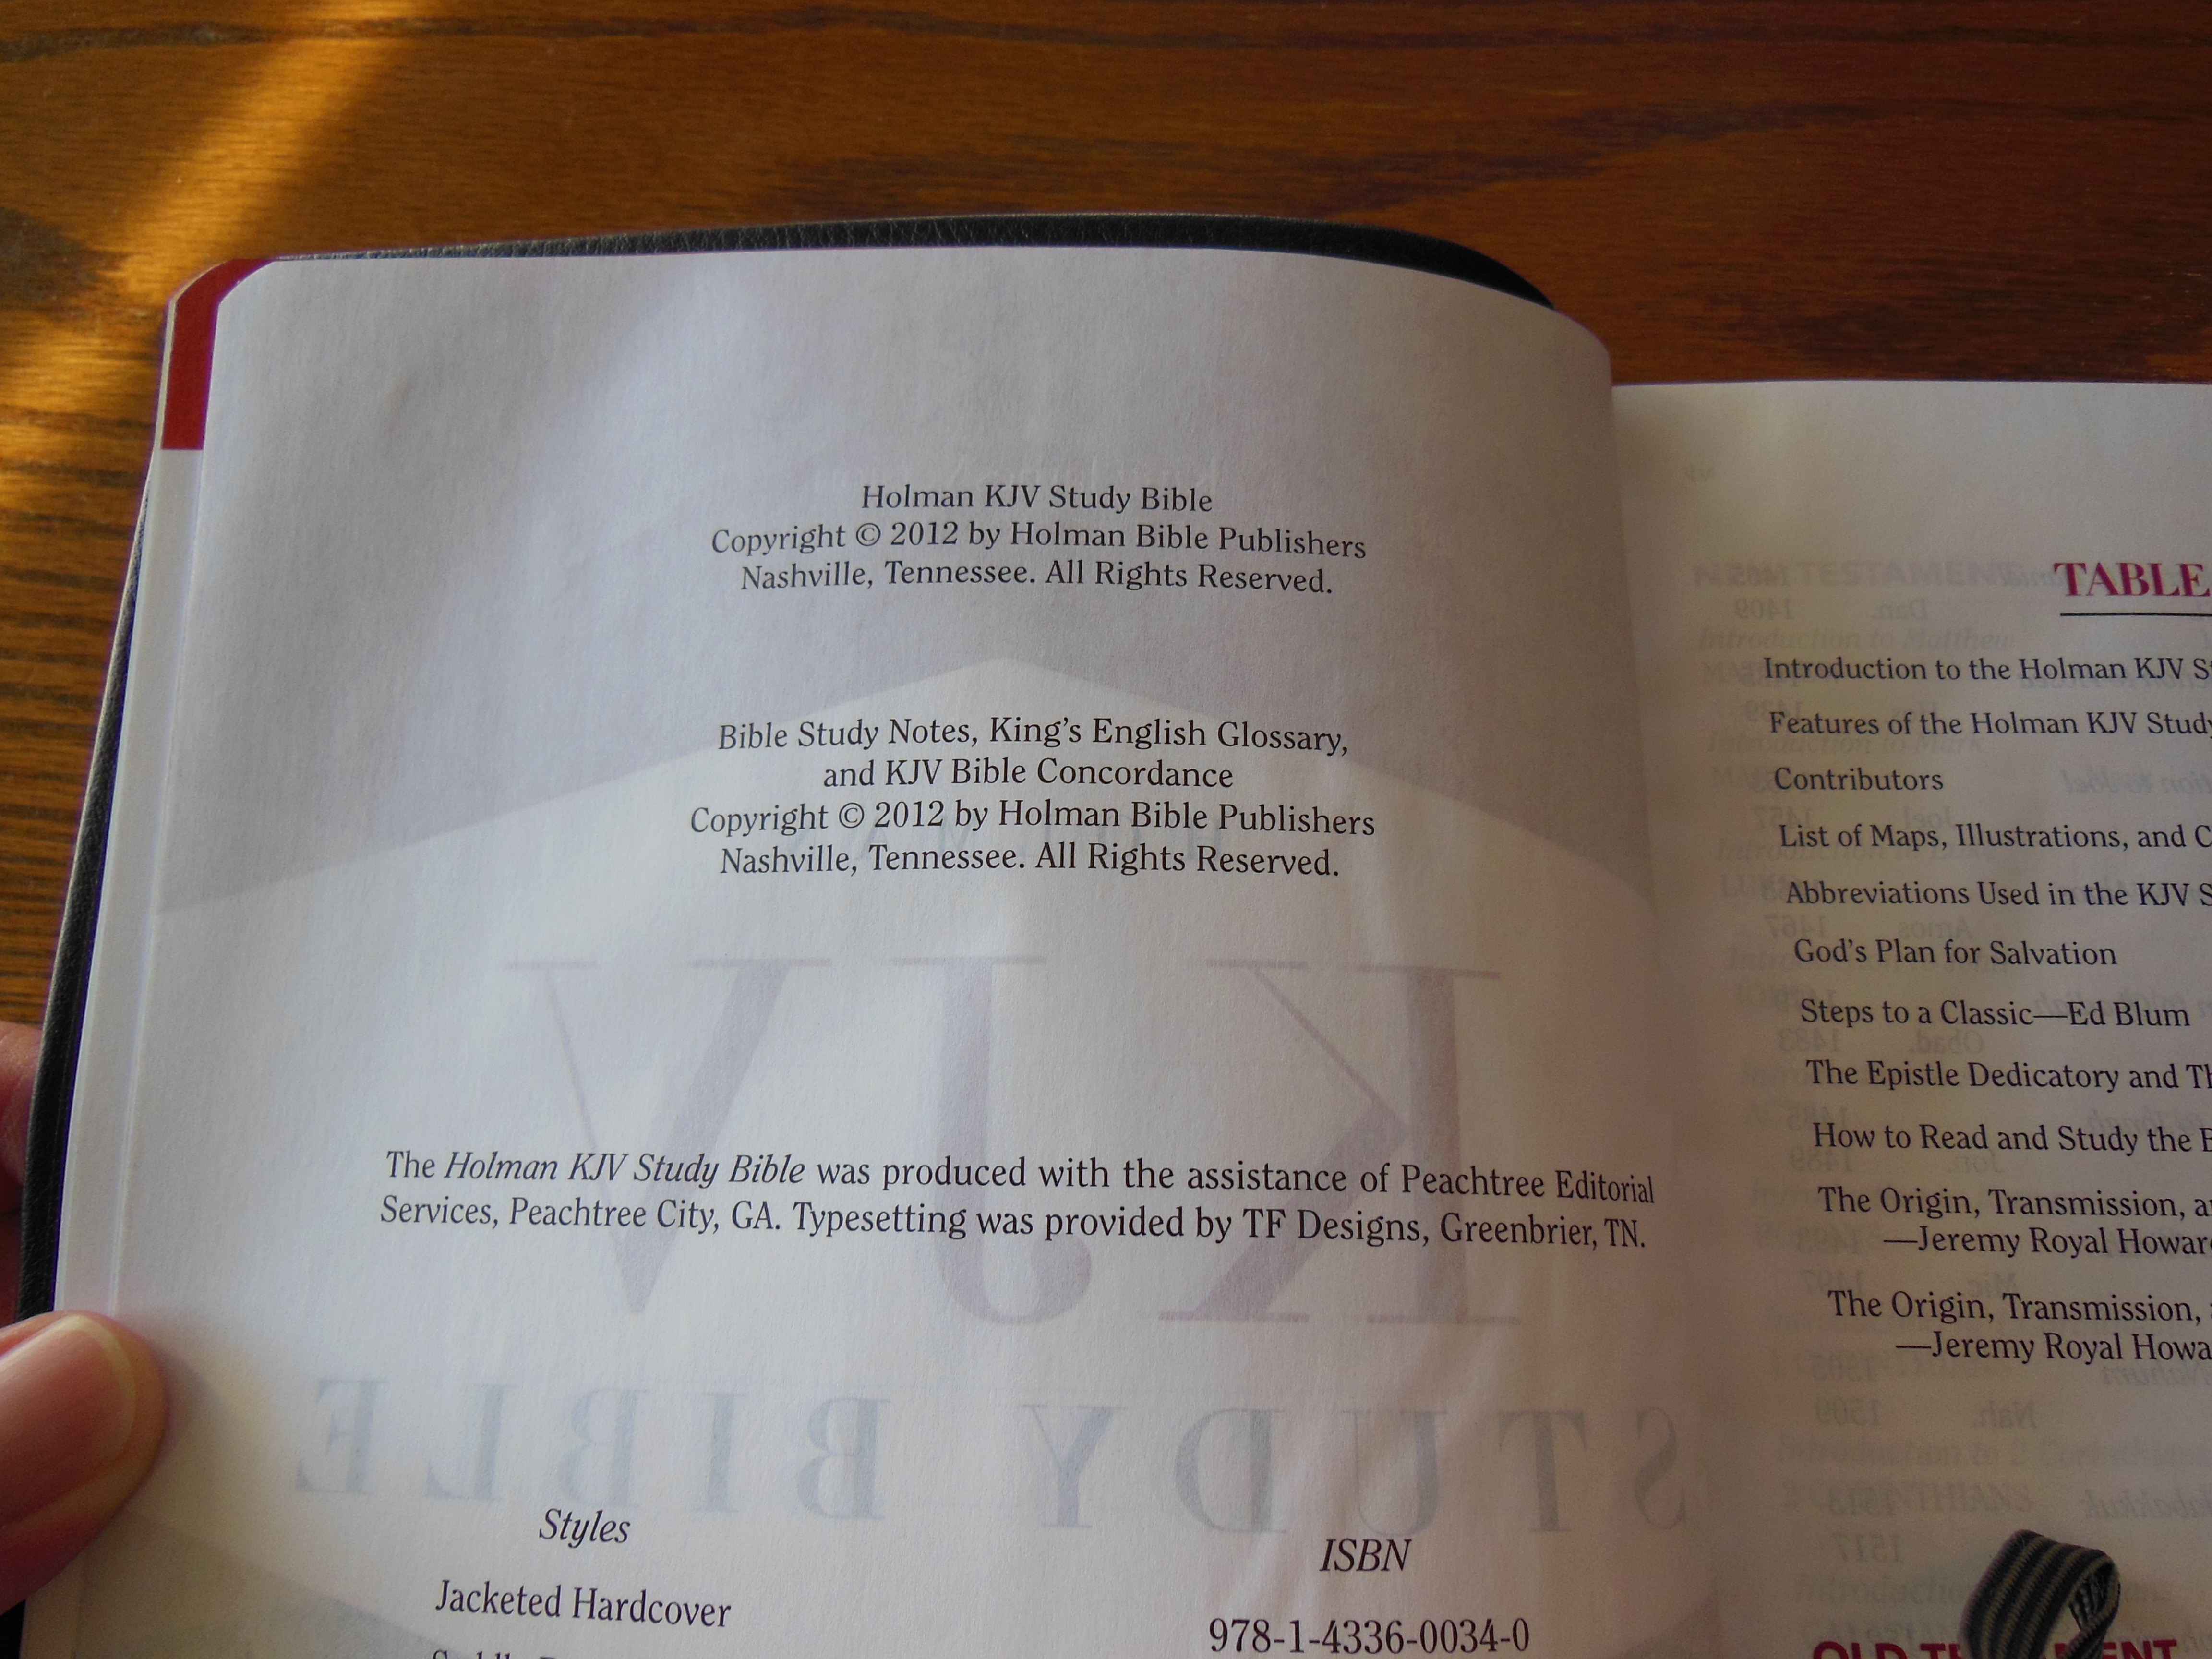 Holman KJV Study Bible
Copyright © 2012 by Holman Bible Publishers
Nashville, Tennessee. All Rights Reserved.
Bible Study Notes, King's English Glossary,
and KJV Bible Concordance
Copyright © 2012 by Holman Bible Publishers
Nashville, Tennessee. All Rights Reserved.
The Holman KJV Study Bible was produced with the assistance of Peachtree Editorial
Services, Peachtree City, GA. Typesetting was provided by TF Designs, Greenbrier, TN.
KJV
STUDY BIBLE
Styles
ISBN
Jacketed Hardcover
978-1-4336-0034-0
TABLE
Introduction to the Holman KJV
Features of the Holman KJV Study
Contributors
List of Maps, Illustrations, and
Abbreviations Used in the KJV
God's Plan for Salvation
Steps to a Classic—Ed Blum
The Epistle Dedicatory and
How to Read and Study the
The Origin, Transmission,
—Jeremy Royal
The Origin, Transmission,
—Jeremy Royal
OLD